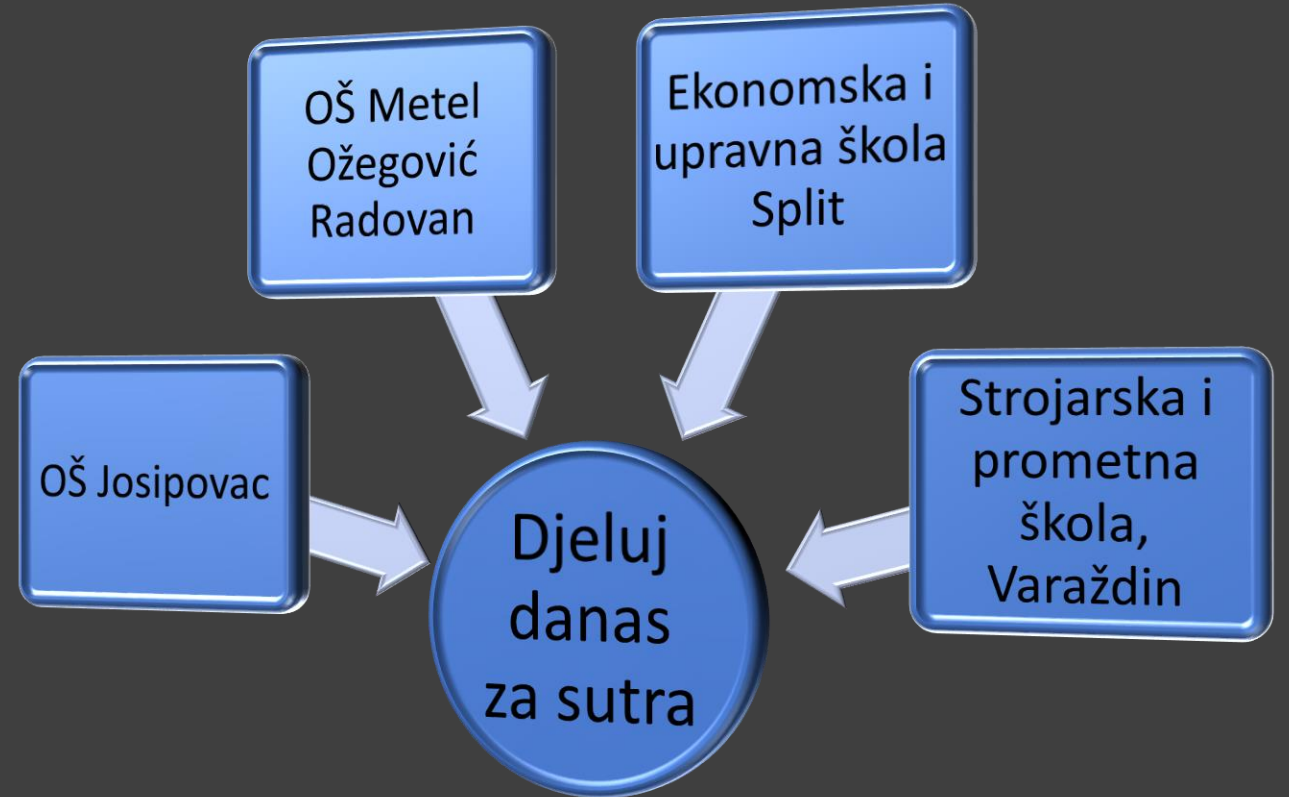 OŠ Metel
Ožegović
Radovan
Ekonomska i
upravna škola
Split
OŠ Josipovac
Strojarska i
prometna
škola,
Varaždin
Djeluj
danas
za sutra